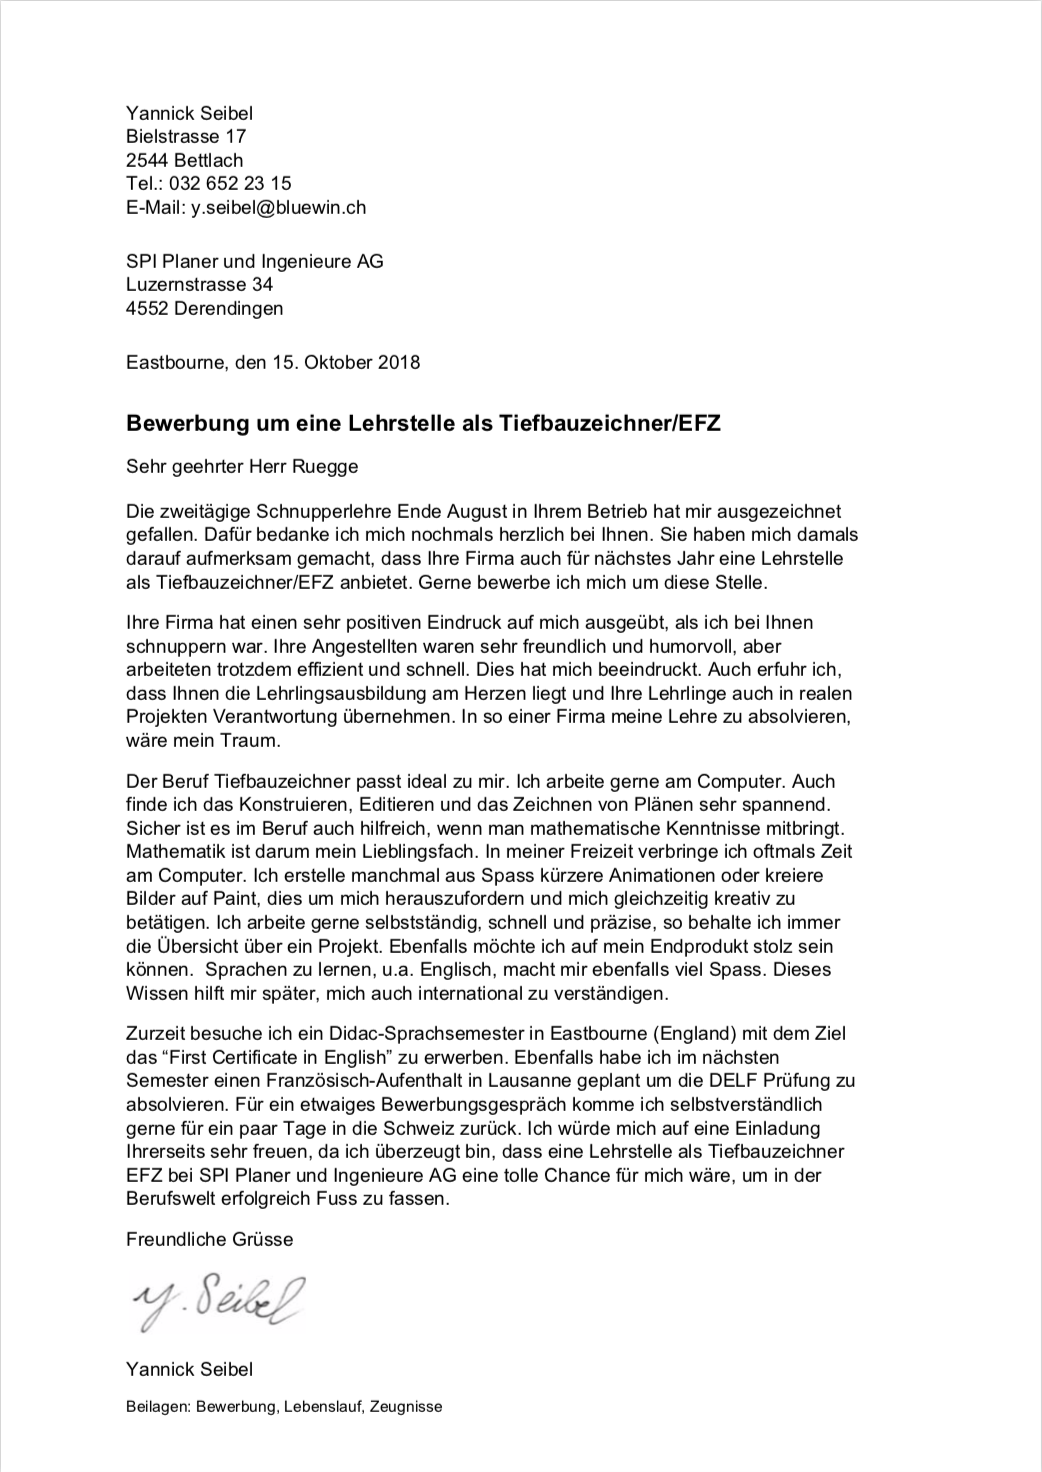 Yannick Seibel
Bielstrasse 17
2544 Bettlach
Tel.: 032 652 23 15
E-Mail: y.seibel@bluewin.ch
SPI Planer und Ingenieure AG
Luzernstrasse 34
4552 Derendingen
Eastbourne, den 15. Oktober 2018
Bewerbung um eine Lehrstelle als Tiefbauzeichner/EFZ
Sehr geehrter Herr Ruegge
Die zweitägige Schnupperlehre Ende August in Ihrem Betrieb hat mir ausgezeichnet
gefallen. Dafür bedanke ich mich nochmals herzlich bei Ihnen. Sie haben mich damals
darauf aufmerksam gemacht, dass Ihre Firma auch für nächstes Jahr eine Lehrstelle
als Tiefbauzeichner/EFZ anbietet. Gerne bewerbe ich mich um diese Stelle.
Ihre Firma hat einen sehr positiven Eindruck auf mich ausgeübt, als ich bei Ihnen
schnuppern war. Ihre Angestellten waren sehr freundlich und humorvoll, aber
arbeiteten trotzdem effizient und schnell. Dies hat mich beeindruckt. Auch erfuhr ich,
dass Ihnen die Lehrlingsausbildung am Herzen liegt und Ihre Lehrlinge auch in realen
Projekten Verantwortung übernehmen. In so einer Firma meine Lehre zu absolvieren,
wäre mein Traum.
Der Beruf Tiefbauzeichner passt ideal zu mir. Ich arbeite gerne am Computer. Auch
finde ich das Konstruieren, Editieren und das Zeichnen von Plänen sehr spannend.
Sicher ist es im Beruf auch hilfreich, wenn man mathematische Kenntnisse mitbringt.
Mathematik ist darum mein Lieblingsfach. In meiner Freizeit verbringe ich oftmals Zeit
am Computer. Ich erstelle manchmal aus Spass kürzere Animationen oder kreiere
Bilder auf Paint, dies um mich herauszufordern und mich gleichzeitig kreativ zu
betätigen. Ich arbeite gerne selbstständig, schnell und präzise, so behalte ich immer
die Übersicht über ein Projekt. Ebenfalls möchte ich auf mein Endprodukt stolz sein
können.  Sprachen zu lernen, u.a. Englisch, macht mir ebenfalls viel Spass. Dieses
Wissen hilft mir später, mich auch international zu verständigen.
Zurzeit besuche ich ein Didac-Sprachsemester in Eastbourne (England) mit dem Ziel
das “First Certificate in English” zu erwerben. Ebenfalls habe ich im nächsten
Semester einen Französisch-Aufenthalt in Lausanne geplant um die DELF Prüfung zu
absolvieren. Für ein etwaiges Bewerbungsgespräch komme ich selbstverständlich
gerne für ein paar Tage in die Schweiz zurück. Ich würde mich auf eine Einladung
Ihrerseits sehr freuen, da ich überzeugt bin, dass eine Lehrstelle als Tiefbauzeichner
EFZ bei SPI Planer und Ingenieure AG eine tolle Chance für mich wäre, um in der
Berufswelt erfolgreich Fuss zu fassen.
Freundliche Grüsse
Y. Seibel
Yannick Seibel
Beilagen: Bewerbung, Lebenslauf, Zeugnisse